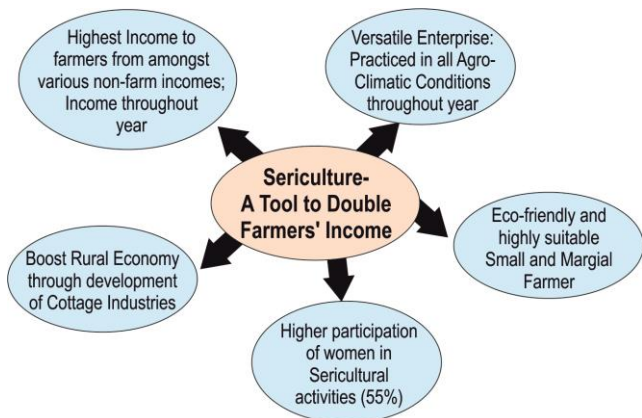 Highest Income to
farmers from amongst
various non-farm incomes;
Income throughout
year
Versatile Enterprise:
Practiced in all Agro-
Climatic Conditions
throughout year
Sericulture-
A Tool to Double
Farmers' Income
Eco-friendly and
highly suitable
Small and Margial
Farmer
Boost Rural Economy
through development
of Cottage Industries
Higher participation
of women in
Sericultural
activities (55%)